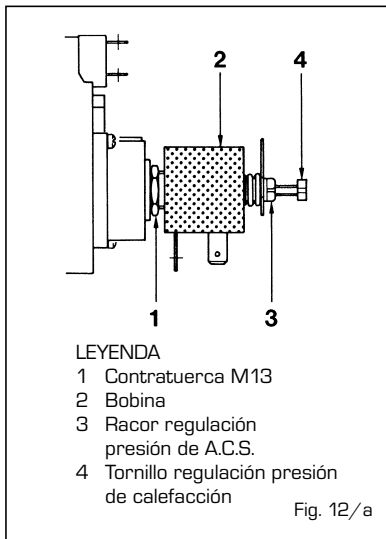 2 4
1 3
LEYENDA
1 Contratuerca M13
2 Bobina
3 Racor regulación
presión de A.C.S.
4 Tornillo regulación presión
de calefacción
Fig. 12/a